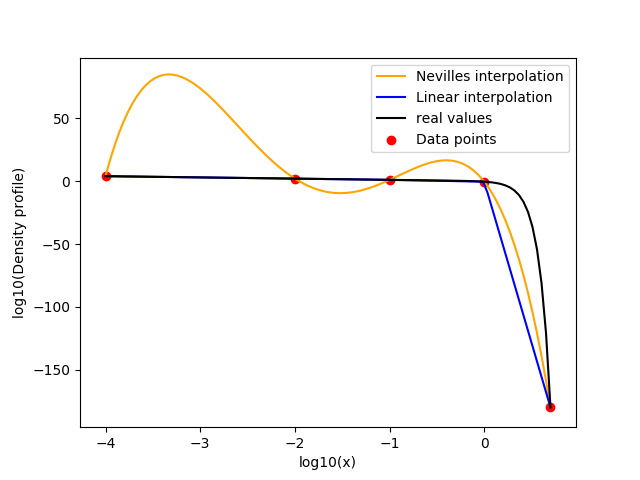 Nevilles interpolation
Linear interpolation
real values
Data points
50
0
−50
−100
−150
log10(Density profile)
−4
−3
−2
−1
0
log10(x)